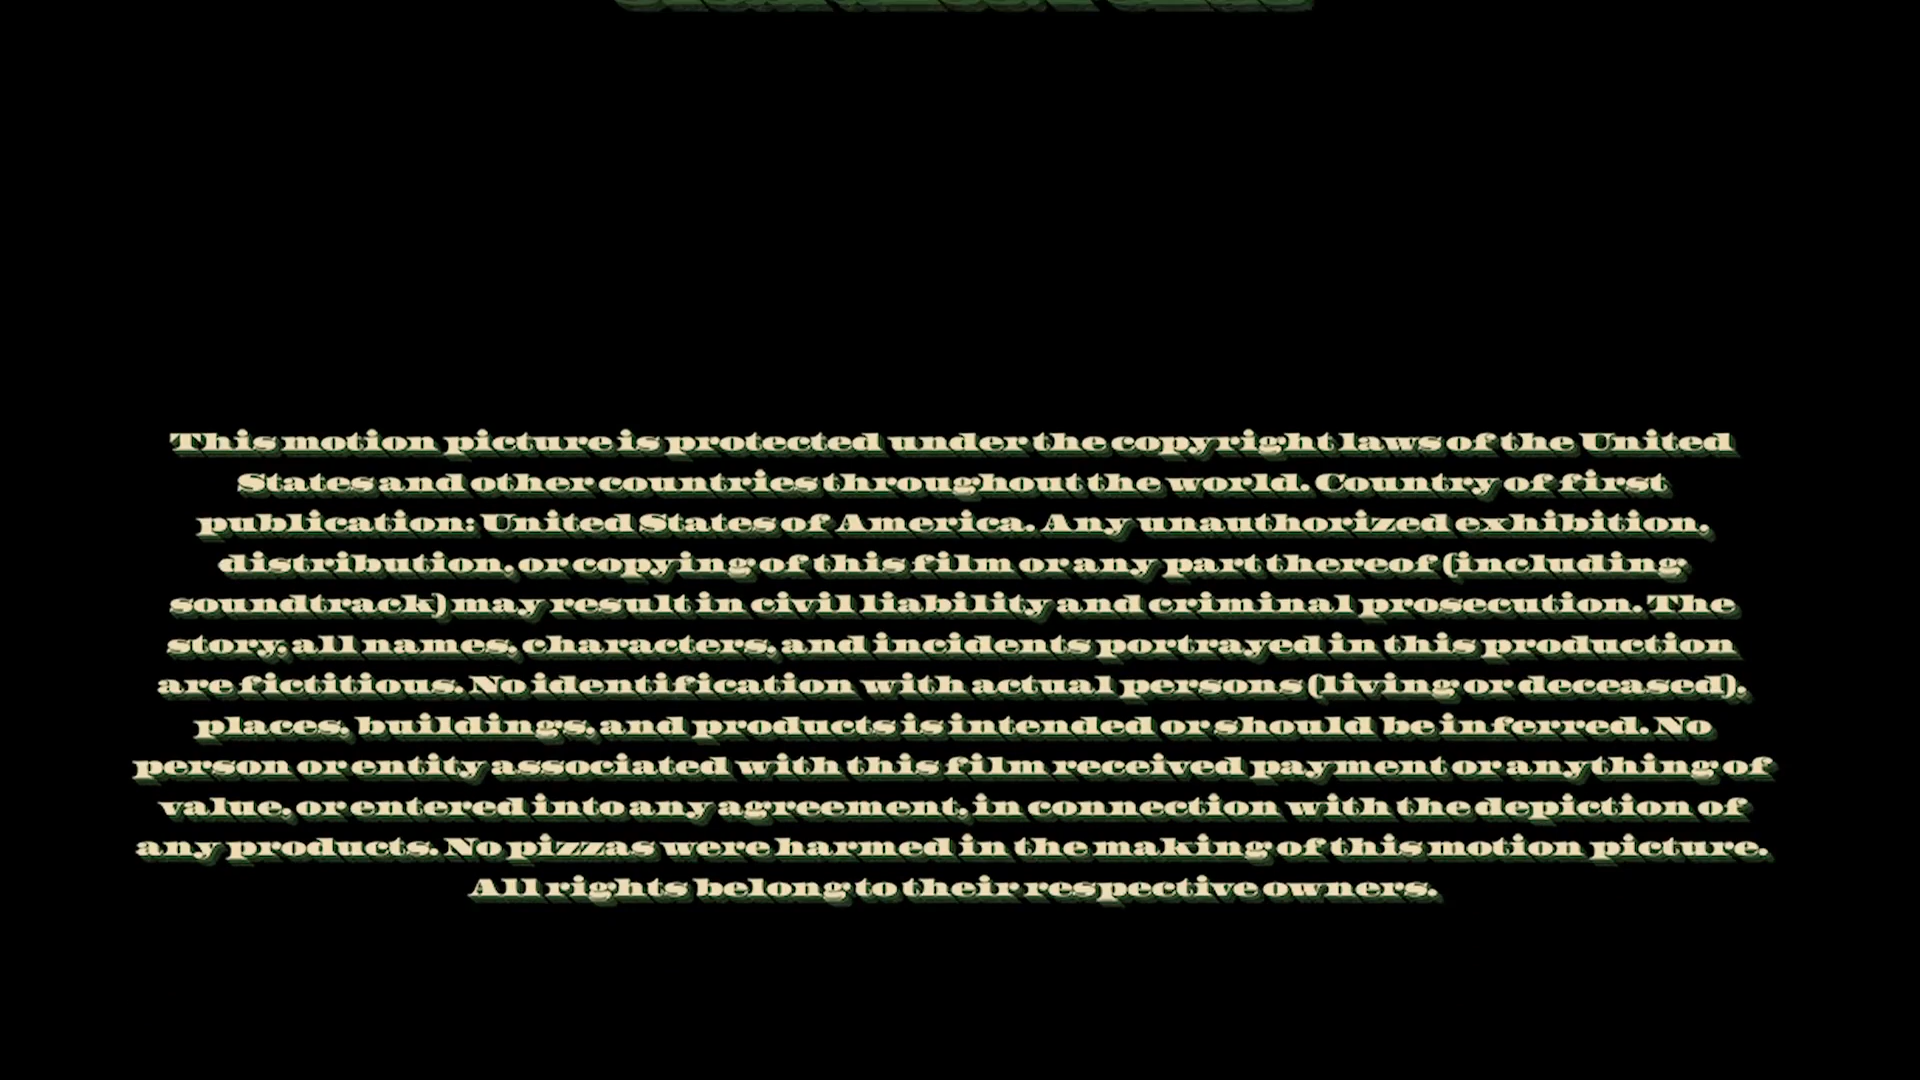 This motion picture is protected under the copyright laws of the United
States and other countries throughout the world. Country of first
publication: United States of America. Any unauthorized exhibition,
distribution, or copying of this film or any part thereof (including
soundtrack) may result in civil liability and criminal prosecution. The
story, all names, characters, and incidents portrayed in this production
are fictitious. No identification with actual persons (living or deceased),
places, buildings, and products is intended or should be inferred. No
person or entity associated with this film received payment or anything of
value, or entered into any agreement, in connection with the depiction of
any products. No pizzas were harmed in the making of this motion picture.
All rights belong to their respective owners.